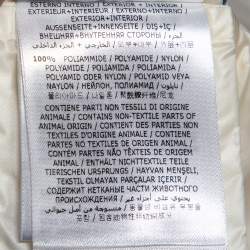 ESTERNO INTERNO / EXTERIOR INTERIOR /
EXTERIEUR+INTERIEUR / EXTERNO+INTERNO /
EXTERIOR+INTERIOR /
AUSSENSEITE+INNENSEITE / DIŞ+İÇ /
ВНЕШНЯЯ+ВНУТРЕННЯЯ СТОРОНЫ /
100% POLIAMMIDE / POLYAMIDE / NYLON /
POLYAMIDE / POLIAMIDA / POLIAMIDA /
POLYAMID ODER NYLON / POLYAMID VEYA
NAYLON / НЕЙЛОН, ПОЛИАМИД /
CONTIENE PARTI NON TESSILI DI ORIGINE
ANIMALE / CONTAINS NON-TEXTILE PARTS OF
ANIMAL ORIGIN / CONTIENT DES PARTIES NON
TEXTILES D'ORIGINE ANIMALE / CONTIENE
PARTES NO TEXTILES DE ORIGEN
ANIMAL / CONTÉM PARTES NÃO TÊXTEIS DE
ORIGEM ANIMAL / ENTHÄLT NICHTTEXTILE TEILE
TIERISCHEN URSPRUNGS / HAYVAN MENŞELİ,
TEKSTİL OLMAYAN PARÇALAR İÇERİR /
СОДЕРЖИТ НЕТКАНЫЕ ЧАСТИ ЖИВОТНОГО
ПРОИСХОЖДЕНИЯ /